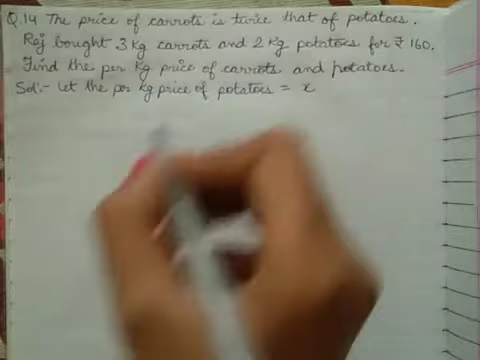 Q.14 The price of carrots is twice that of potatoes.
Raj bought 3 Kg carrots and 2 Kg potatoes for ₹ 160.
Find the per Kg price of carrots and potatoes.
Sol:- Let the per Kg price of potatoes = x